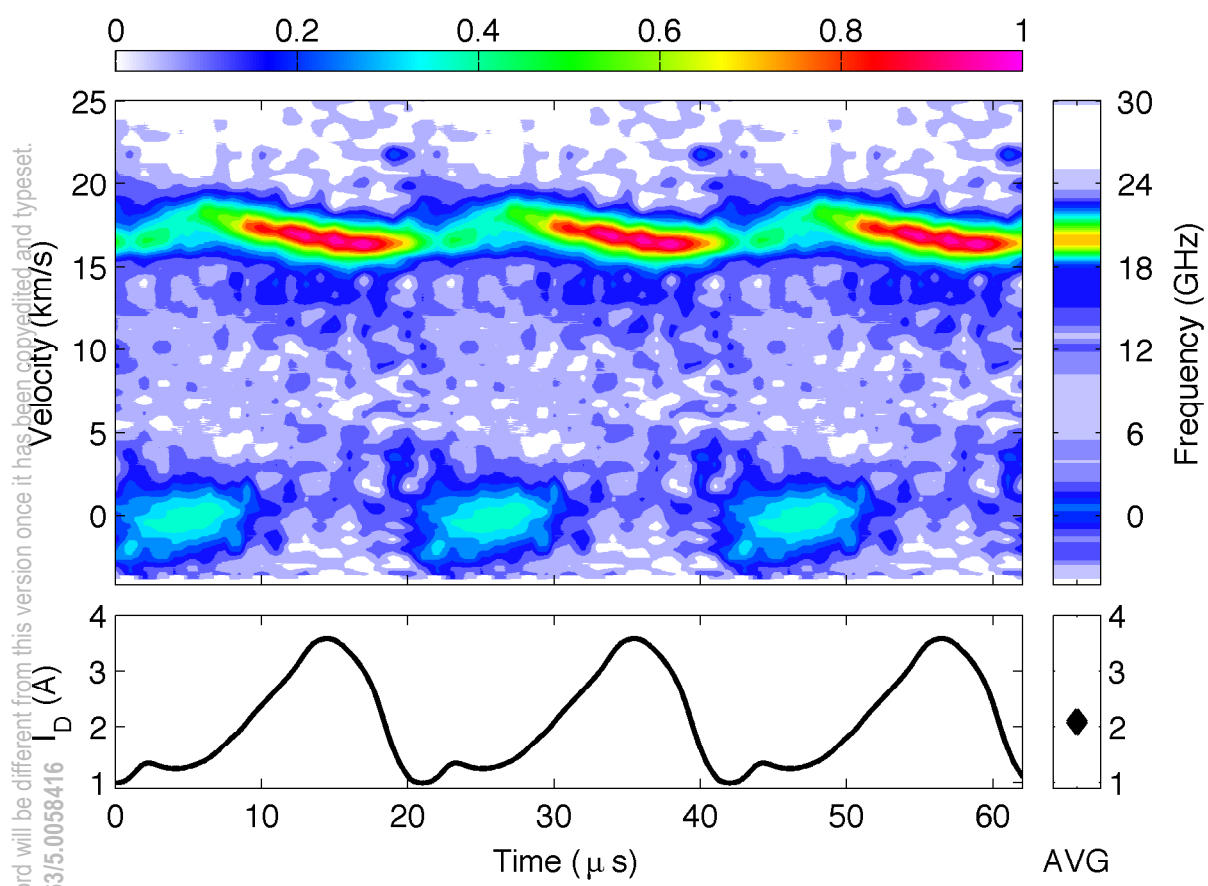 0 0.2 0.4 0.6 0.8 1
25
20
15
10
5
0
Velocity (km/s)
30
24
18
12
6
0
Frequency (GHz)
4
3
2
1
I_D (A)
4
3
2
1
0 10 20 30 40 50 60
Time (μ s)
AVG
ord will be different from this version once it has been copyedited and typeset.
3/5.0058416